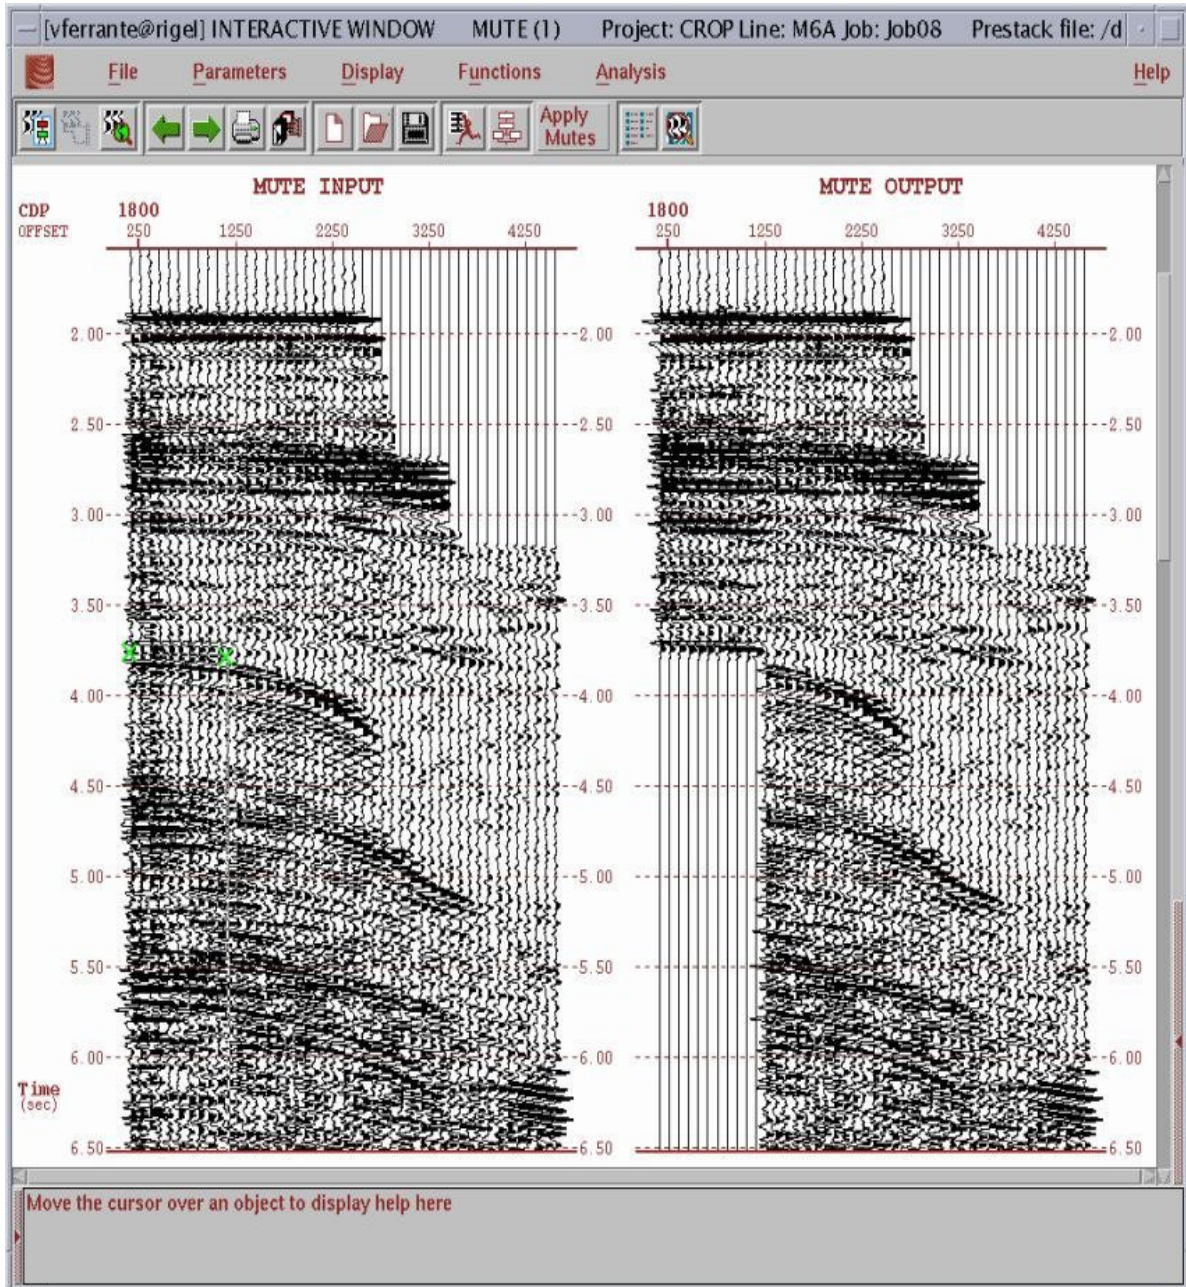 [vferrante@rigel] INTERACTIVE WINDOW MUTE (1) Project: CROP Line: M6A Job: Job08 Prestack file: /d
File Parameters Display Functions Analysis Help
Apply Mutes
MUTE INPUT MUTE OUTPUT
CDP 1800 1800
OFFSET 250 1250 2250 3250 4250 250 1250 2250 3250 4250
2.00 2.00 2.00
2.50 2.50 2.50
3.00 3.00 3.00
3.50 3.50 3.50
4.00 4.00 4.00
4.50 4.50 4.50
5.00 5.00 5.00
5.50 5.50 5.50
6.00 6.00 6.00
Time
(sec)
6.50 6.50 6.50
Move the cursor over an object to display help here